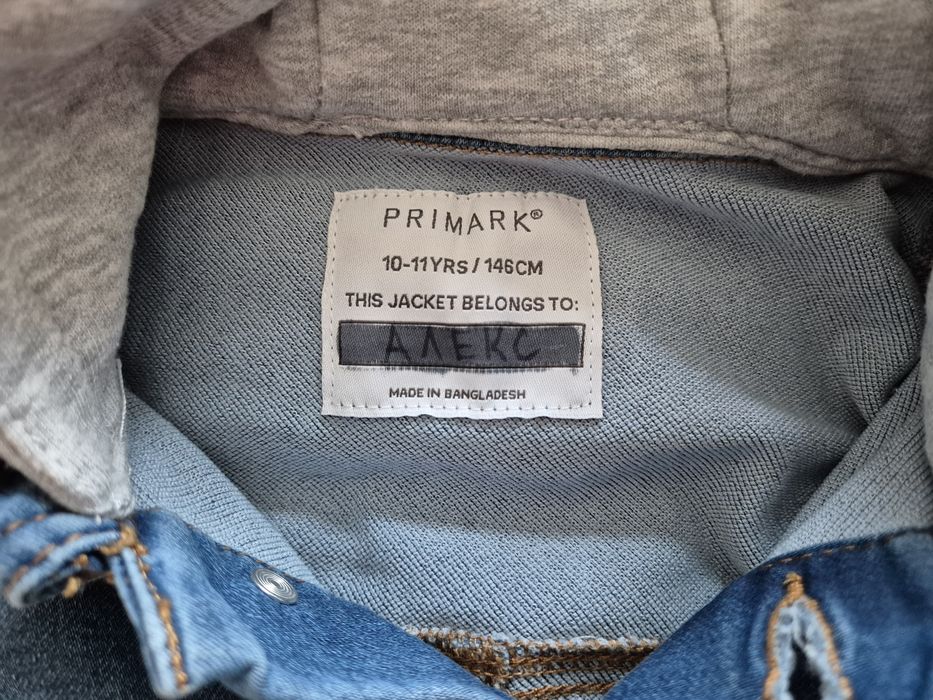 PRIMARK®
10-11YRS / 146CM
THIS JACKET BELONGS TO:
АЛЕКС
MADE IN BANGLADESH